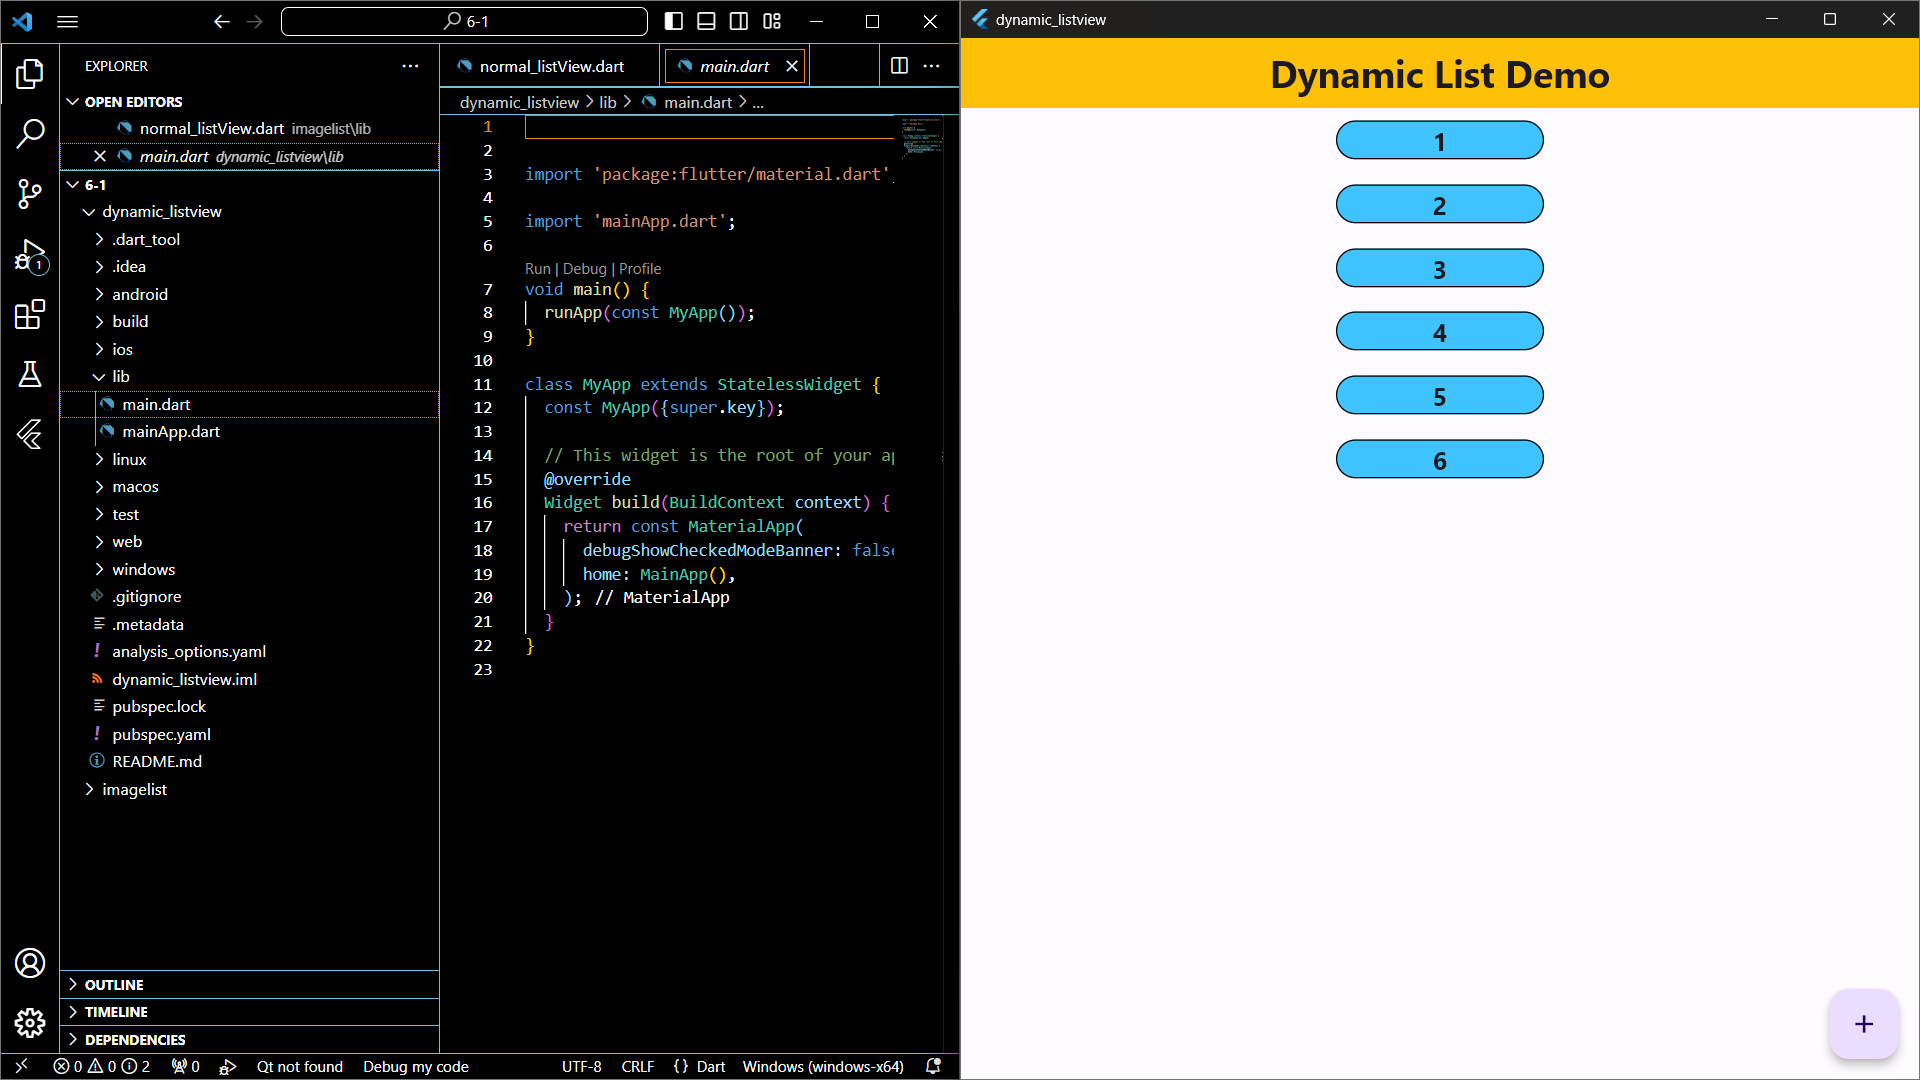 6-1
EXPLORER
OPEN EDITORS
normal_listView.dart imagelist\lib
main.dart dynamic_listview\lib
6-1
dynamic_listview
.dart_tool
.idea
android
build
ios
lib
main.dart
mainApp.dart
linux
macos
test
web
windows
.gitignore
.metadata
analysis_options.yaml
dynamic_listview.iml
pubspec.lock
pubspec.yaml
README.md
imagelist
OUTLINE
TIMELINE
DEPENDENCIES
1
normal_listView.dart
main.dart
dynamic_listview > lib > main.dart > ...
1
2
3 import 'package:flutter/material.dart'
4
5 import 'mainApp.dart';
6
Run | Debug | Profile
7 void main() {
8 runApp(const MyApp());
9 }
10
11 class MyApp extends StatelessWidget {
12 const MyApp({super.key});
13
14 // This widget is the root of your ap
15 @override
16 Widget build(BuildContext context) {
17 return const MaterialApp(
18 debugShowCheckedModeBanner: false
19 home: MainApp(),
20 ); // MaterialApp
21 }
22 }
23
0 0 2 0 Qt not found Debug my code UTF-8 CRLF {} Dart Windows (windows-x64)
dynamic_listview
Dynamic List Demo
1
2
3
4
5
6
+